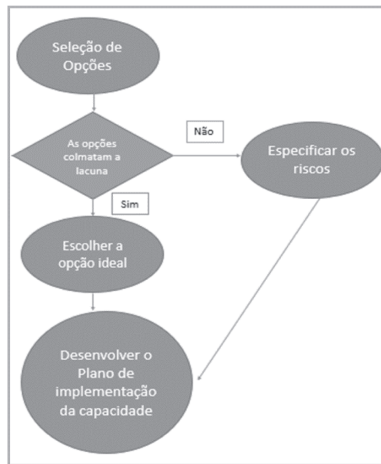 Seleção de
Opções
As opções
colmatam a
lacuna
Não
Especificar os
riscos
Sim
Escolher a
opção ideal
Desenvolver o
Plano de
implementação
da capacidade